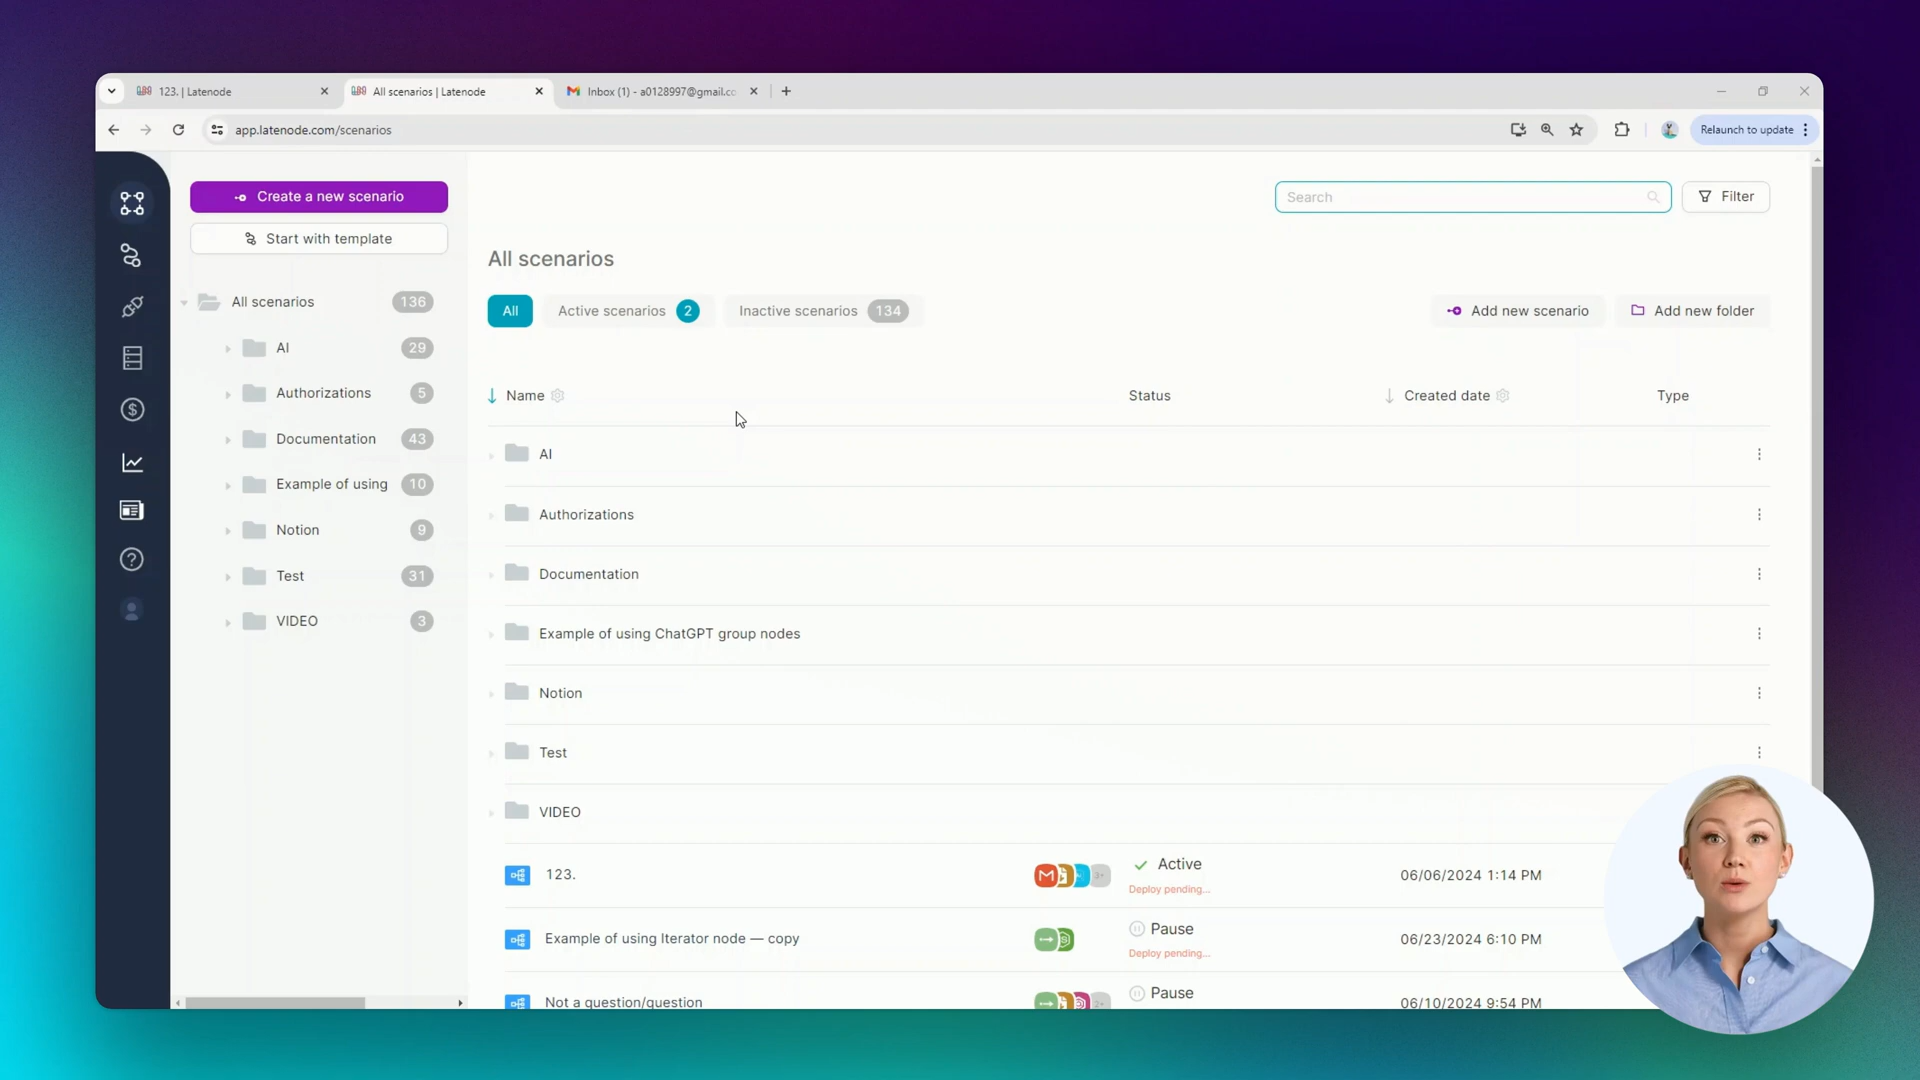 123. | Latenode
All scenarios | Latenode
Inbox (1) - a0128997@gmail.co
app.latenode.com/scenarios
Relaunch to update
Create a new scenario
Start with template
All scenarios 136
AI 29
Authorizations 5
Documentation 43
Example of using 10
Notion 9
Test 31
VIDEO 3
Search
Filter
All scenarios
All
Active scenarios 2
Inactive scenarios 134
Add new scenario
Add new folder
Name
Status
Created date
Type
AI
Authorizations
Documentation
Example of using ChatGPT group nodes
Notion
Test
VIDEO
123.
3+
Active
Deploy pending...
06/06/2024 1:14 PM
Example of using Iterator node — copy
Pause
Deploy pending...
06/23/2024 6:10 PM
Not a question/question
2+
Pause
06/10/2024 9:54 PM